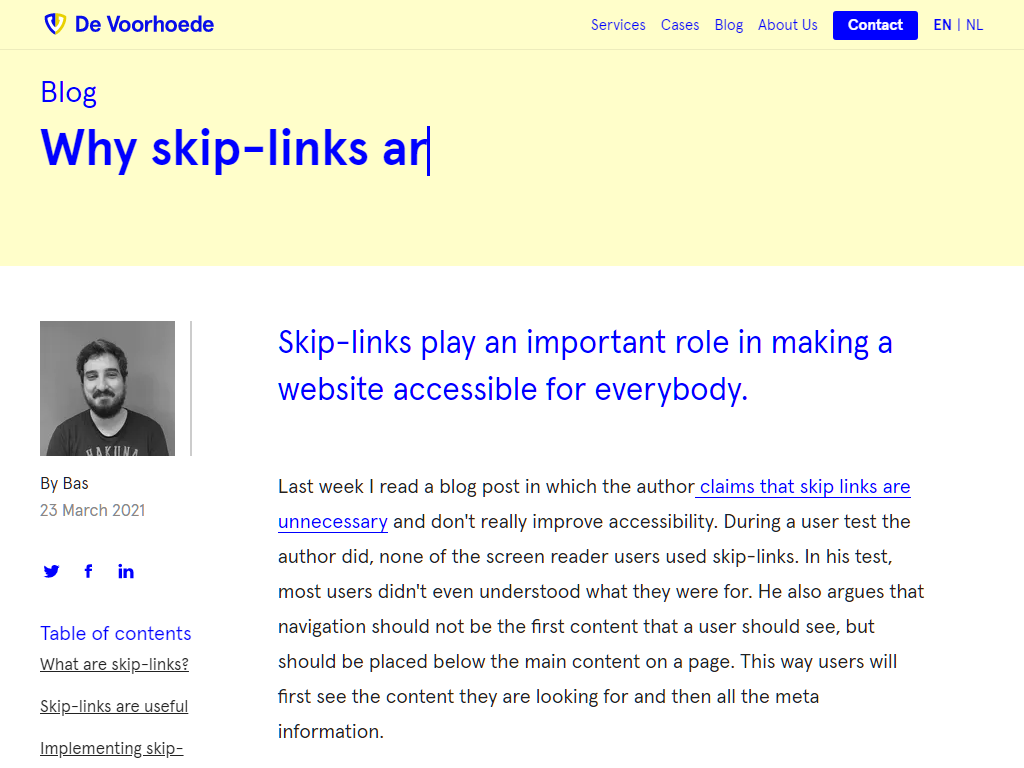 De Voorhoede
Services Cases Blog About Us Contact EN | NL
Blog
Why skip-links ar
Skip-links play an important role in making a
website accessible for everybody.
HAKUNA
By Bas
23 March 2021
Table of contents
What are skip-links?
Skip-links are useful
Implementing skip-
Last week I read a blog post in which the author claims that skip links are
unnecessary and don't really improve accessibility. During a user test the
author did, none of the screen reader users used skip-links. In his test,
most users didn't even understood what they were for. He also argues that
navigation should not be the first content that a user should see, but
should be placed below the main content on a page. This way users will
first see the content they are looking for and then all the meta
information.